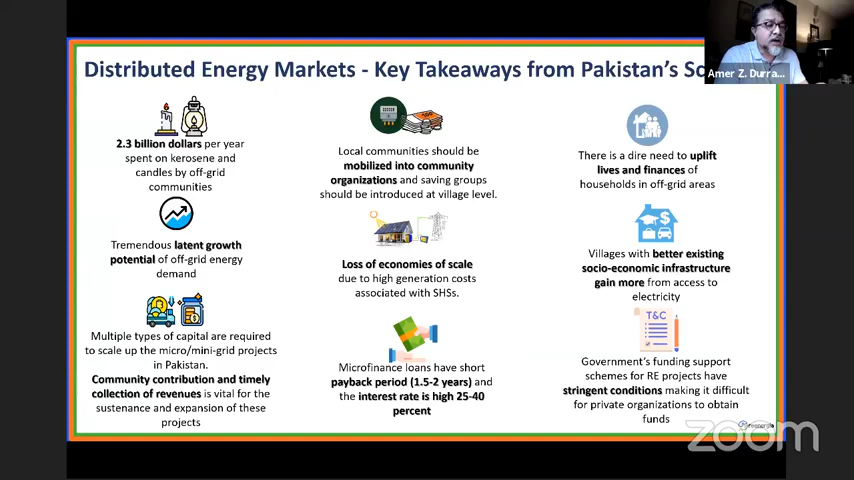 Distributed Energy Markets - Key Takeaways from Pakistan's
Amer Z. Durra...
2.3 billion dollars per year
spent on kerosene and
candles by off-grid
communities
Local communities should be
mobilized into community
organizations and saving groups
should be introduced at village level.
There is a dire need to uplift
lives and finances of
households in off-grid areas
Tremendous latent growth
potential of off-grid energy
demand
Loss of economies of scale
due to high generation costs
associated with SHSs.
Villages with better existing
socio-economic infrastructure
gain more from access to
electricity
Multiple types of capital are required
to scale up the micro/mini-grid projects
in Pakistan.
Community contribution and timely
collection of revenues is vital for the
sustenance and expansion of these
projects
Microfinance loans have short
payback period (1.5-2 years) and
the interest rate is high 25-40
percent
T&C
Government's funding support
schemes for RE projects have
stringent conditions making it difficult
for private organizations to obtain
funds
zoom